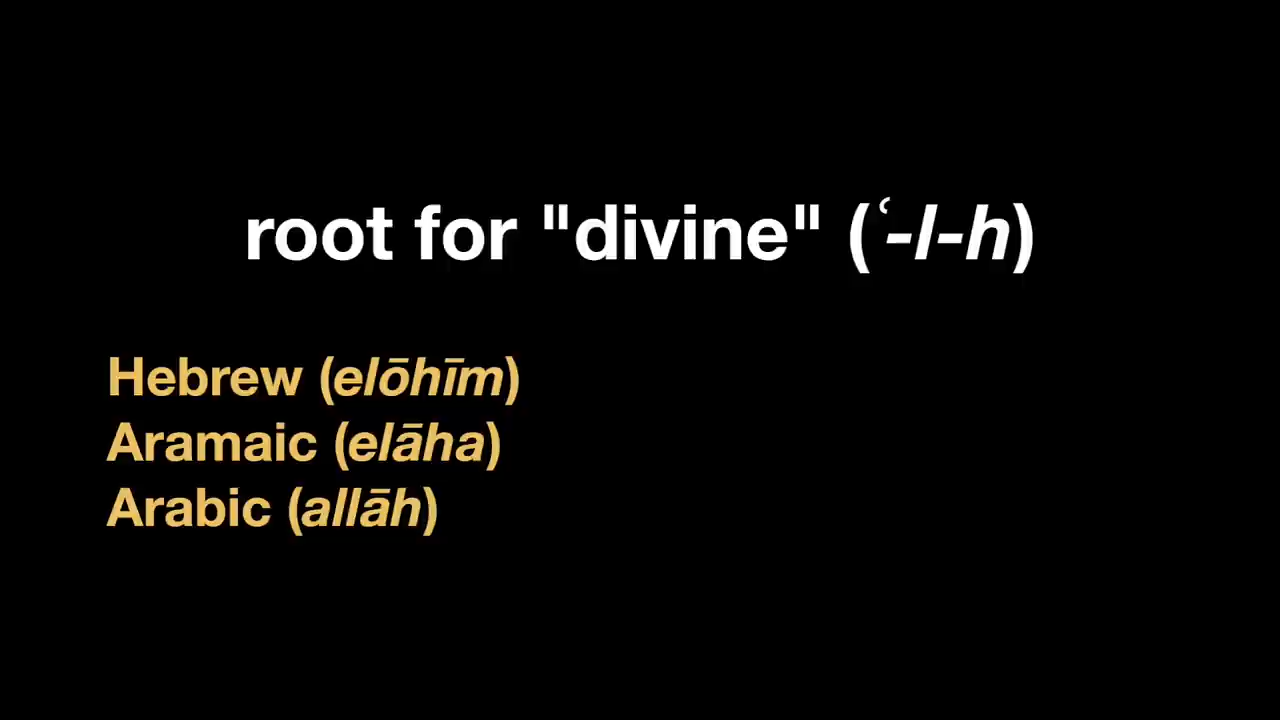 root for "divine" (ʿ-l-h)
Hebrew (elōhīm)
Aramaic (elāha)
Arabic (allāh)